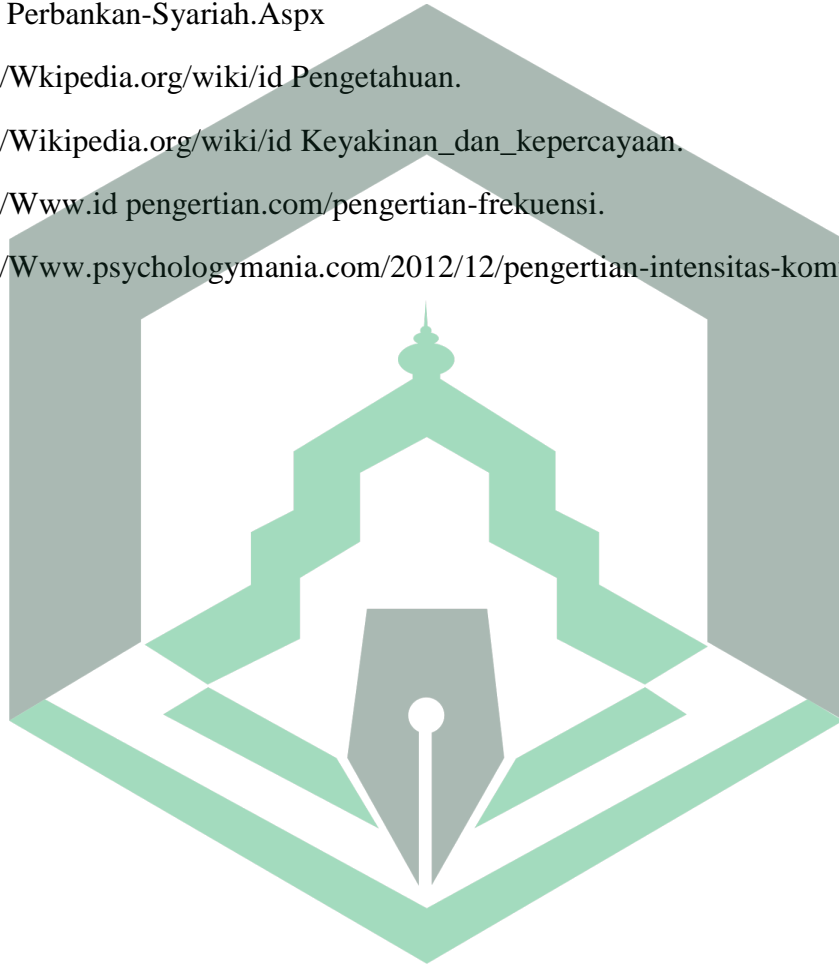 Perbankan-Syariah.Aspx
/Wkipedia.org/wiki/id Pengetahuan.
/Wikipedia.org/wiki/id Keyakinan_dan_kepercayaan.
/Www.id pengertian.com/pengertian-frekuensi.
/Www.psychologymania.com/2012/12/pengertian-intensitas-kom